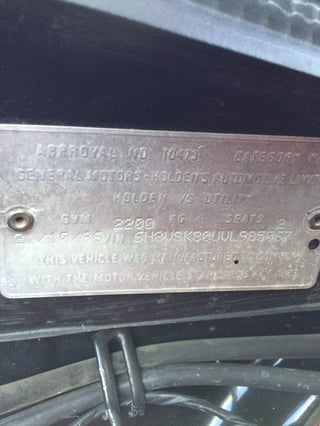 APPROVAL NO. 10473 CATEGORY
GENERAL MOTORS-HOLDEN'S AUTOMOTIVE
HOLDEN VS UTILITY
GVM 2200 KG SEATS 2
VIN
THIS VEHICLE WAS MANUFACTURED TO COMPLY
WITH THE MOTOR VEHICLE STANDARDS ACT 1989